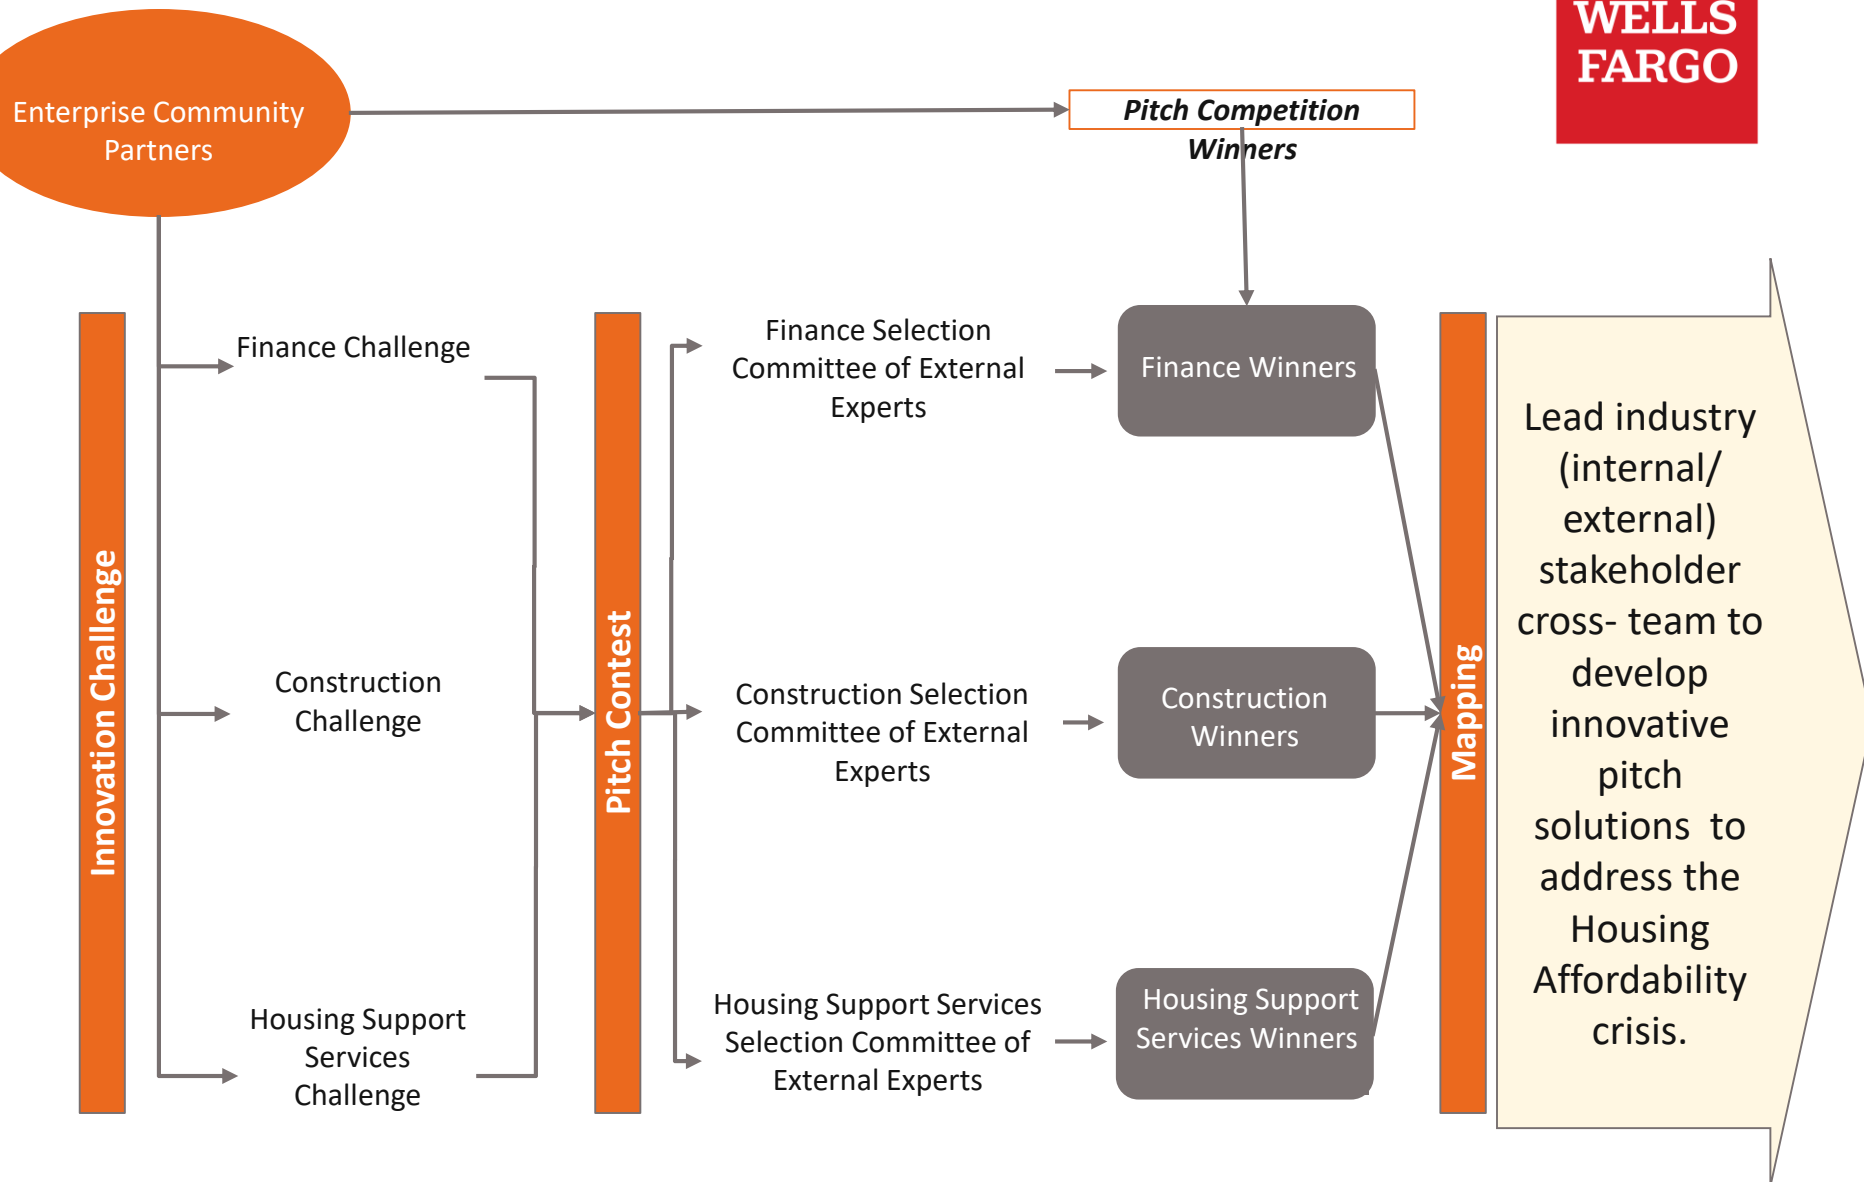 WELLS
FARGO
Enterprise Community
Partners
Pitch Competition
Winners
Innovation Challenge
Finance Challenge
Construction
Challenge
Housing Support
Services
Challenge
Pitch Contest
Finance Selection
Committee of External
Experts
Construction Selection
Committee of External
Experts
Housing Support Services
Selection Committee of
External Experts
Finance Winners
Construction
Winners
Housing Support
Services Winners
Mapping
Lead industry
(internal/
external)
stakeholder
cross- team to
develop
innovative
pitch
solutions  to
address the
Housing
Affordability
crisis.